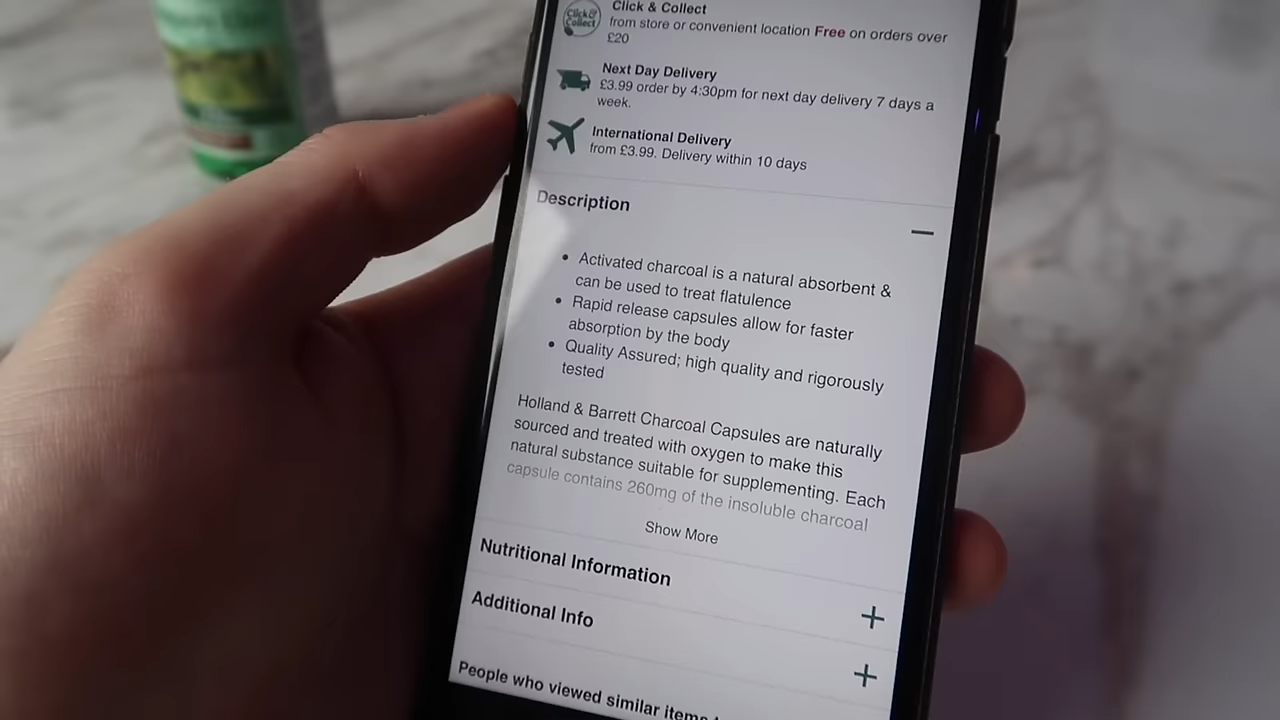 Click & Collect
Click & Collect
from store or convenient location Free on orders over
£20
Next Day Delivery
£3.99 order by 4:30pm for next day delivery 7 days a
week.
International Delivery
from £3.99. Delivery within 10 days
Description
• Activated charcoal is a natural absorbent &
can be used to treat flatulence
• Rapid release capsules allow for faster
absorption by the body
• Quality Assured; high quality and rigorously
tested
Holland & Barrett Charcoal Capsules are naturally
sourced and treated with oxygen to make this
natural substance suitable for supplementing. Each
capsule contains 260mg of the insoluble charcoal
Show More
Nutritional Information
Additional Info
People who viewed similar items